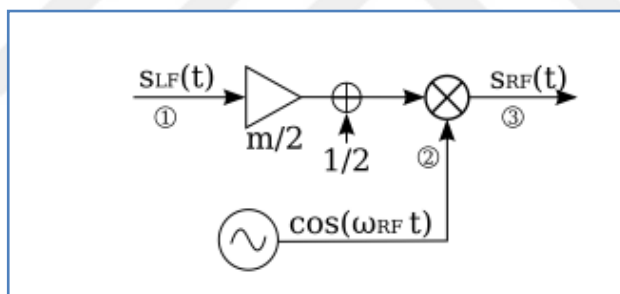 sLF(t) sRF(t)
① ③
m/2 1/2 ②
cos(ωRF t)